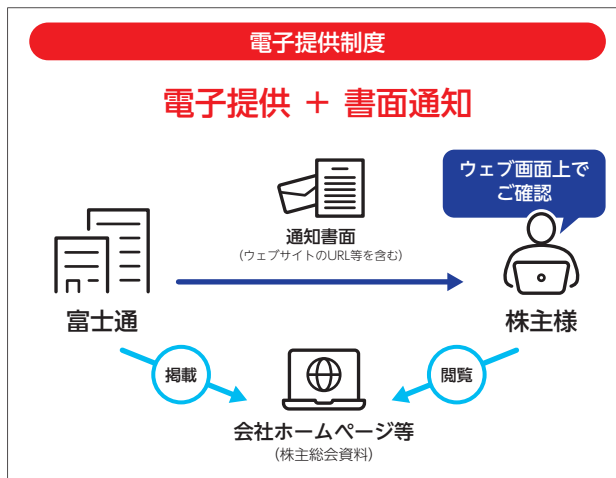 電子提供制度
電子提供 + 書面通知
ウェブ画面上で
ご確認
通知書面
(ウェブサイトのURL等を含む)
富士通
株主様
掲載
閲覧
会社ホームページ等
(株主総会資料)